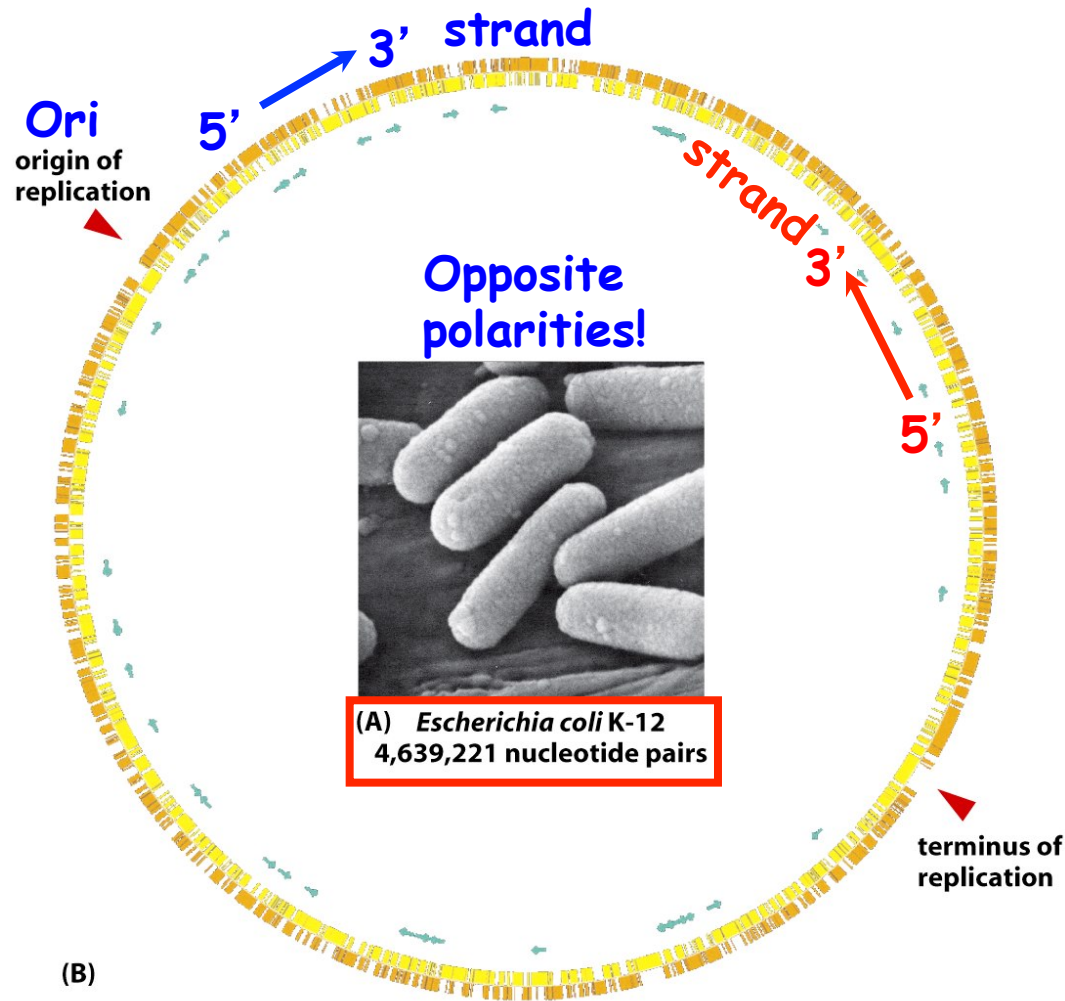 3’ strand
5’
Ori
origin of
replication
strand
3’
5’
Opposite
polarities!
(A) Escherichia coli K-12
4,639,221 nucleotide pairs
terminus of
replication
(B)